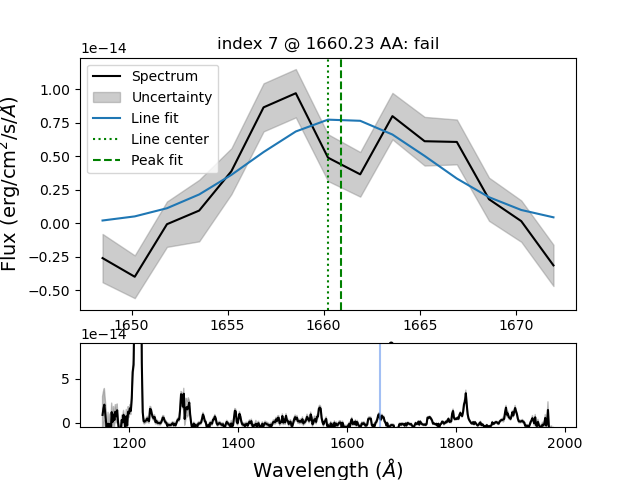 index 7 @ 1660.23 AA: fail
1e−14
Flux (erg/cm²/s/Å)
1.00
0.75
0.50
0.25
0.00
−0.25
−0.50
Spectrum
Uncertainty
Line fit
Line center
Peak fit
1650
1655
1660
1665
1670
1e−14
5
0
1200
1400
1600
1800
2000
Wavelength (Å)